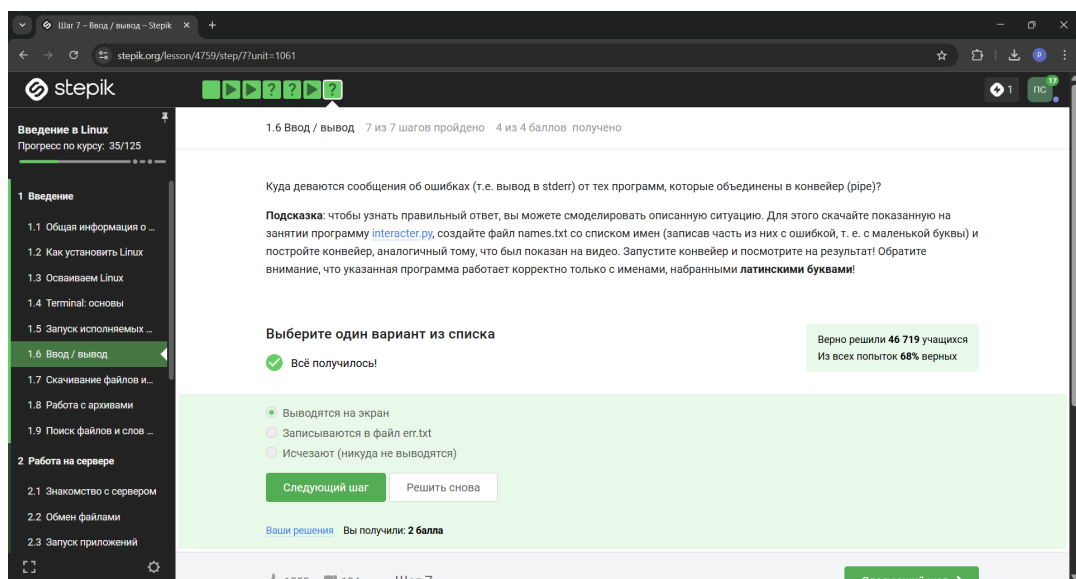 Шаг 7 – Ввод / вывод – Stepik
stepik.org/lesson/4759/step/7?unit=1061
P
stepik
? ? ?
1
ПС
17
Введение в Linux
Прогресс по курсу: 35/125
1 Введение
1.1 Общая информация о ...
1.2 Как установить Linux
1.3 Осваиваем Linux
1.4 Terminal: основы
1.5 Запуск исполняемых ...
1.6 Ввод / вывод
1.7 Скачивание файлов и...
1.8 Работа с архивами
1.9 Поиск файлов и слов ...
2 Работа на сервере
2.1 Знакомство с сервером
2.2 Обмен файлами
2.3 Запуск приложений
1.6 Ввод / вывод 7 из 7 шагов пройдено 4 из 4 баллов получено
Куда деваются сообщения об ошибках (т.е. вывод в stderr) от тех программ, которые объединены в конвейер (pipe)?
Подсказка: чтобы узнать правильный ответ, вы можете смоделировать описанную ситуацию. Для этого скачайте показанную на
занятии программу interacter.py, создайте файл names.txt со списком имен (записав часть из них с ошибкой, т. е. с маленькой буквы) и
постройте конвейер, аналогичный тому, что был показан на видео. Запустите конвейер и посмотрите на результат! Обратите
внимание, что указанная программа работает корректно только с именами, набранными латинскими буквами!
Выберите один вариант из списка
Всё получилось!
Верно решили 46 719 учащихся
Из всех попыток 68% верных
Выводятся на экран
Записываются в файл err.txt
Исчезают (никуда не выводятся)
Следующий шаг
Решить снова
Ваши решения Вы получили: 2 балла
Шаг 7